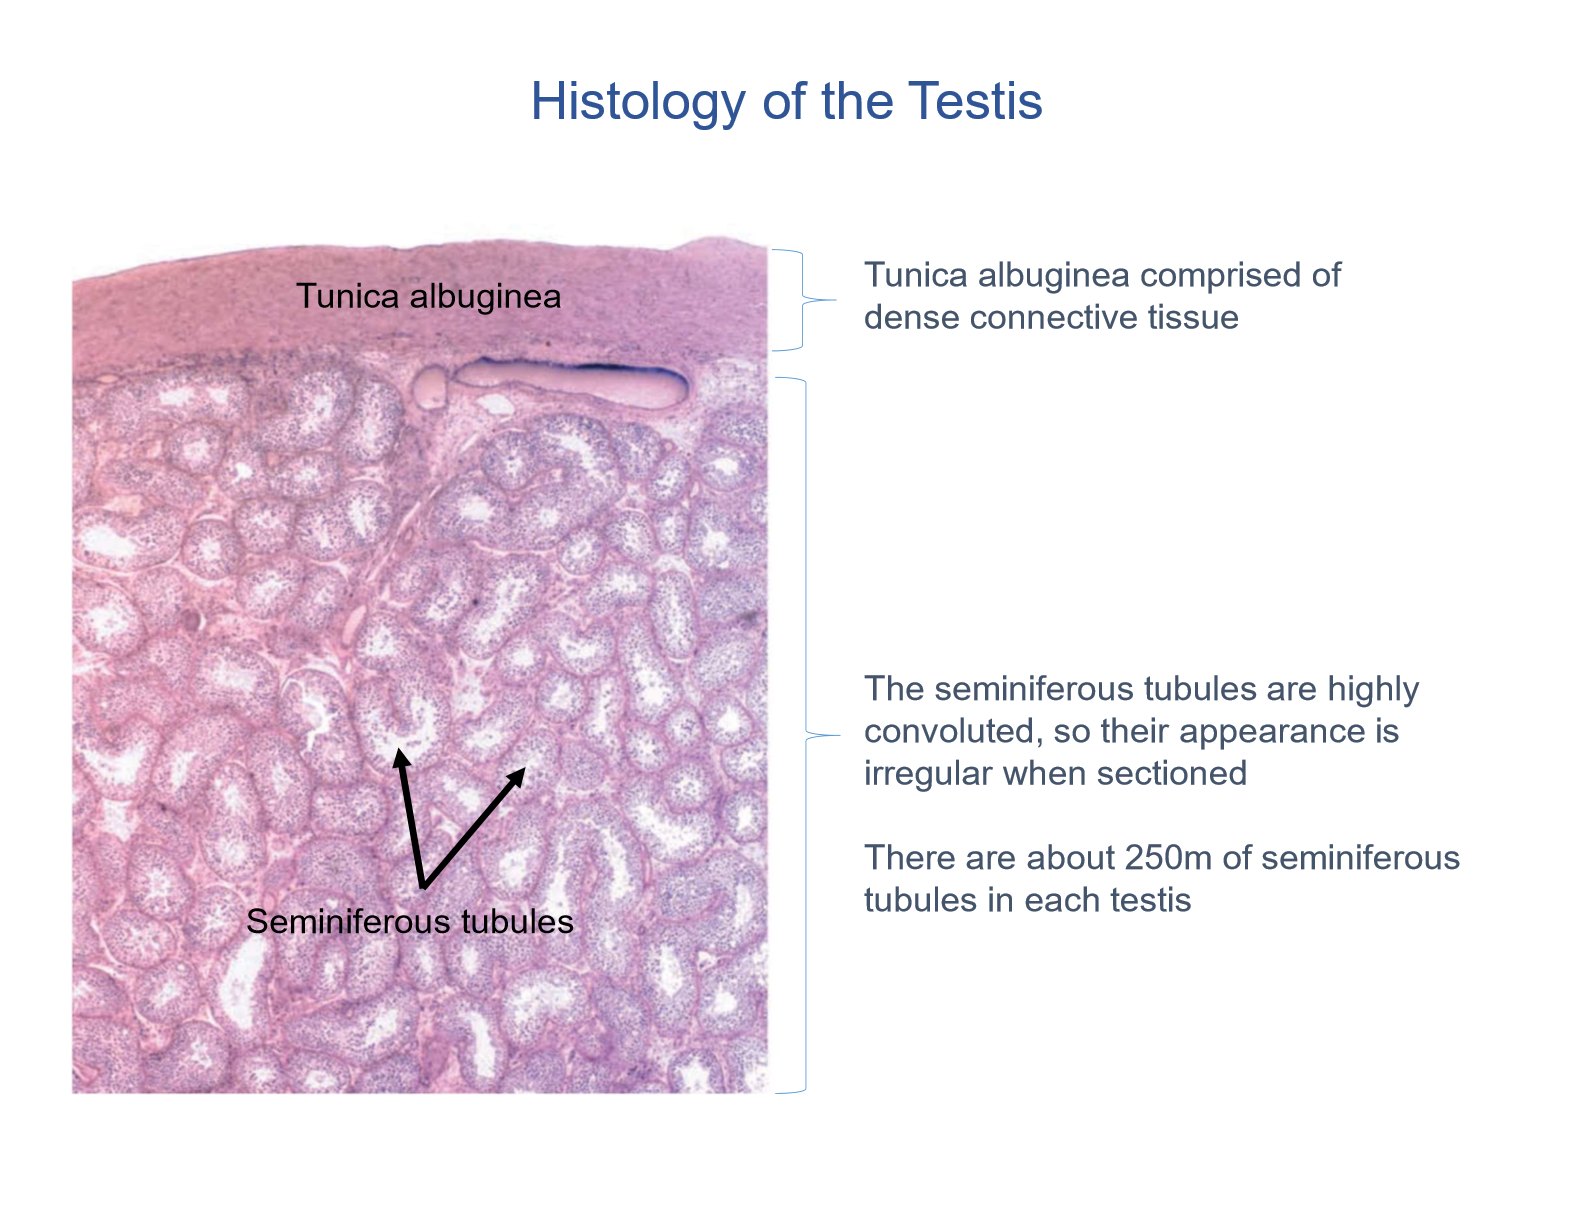 Histology of the Testis
Tunica albuginea
Tunica albuginea comprised of
dense connective tissue
The seminiferous tubules are highly
convoluted, so their appearance is
irregular when sectioned
There are about 250m of seminiferous
tubules in each testis
Seminiferous tubules